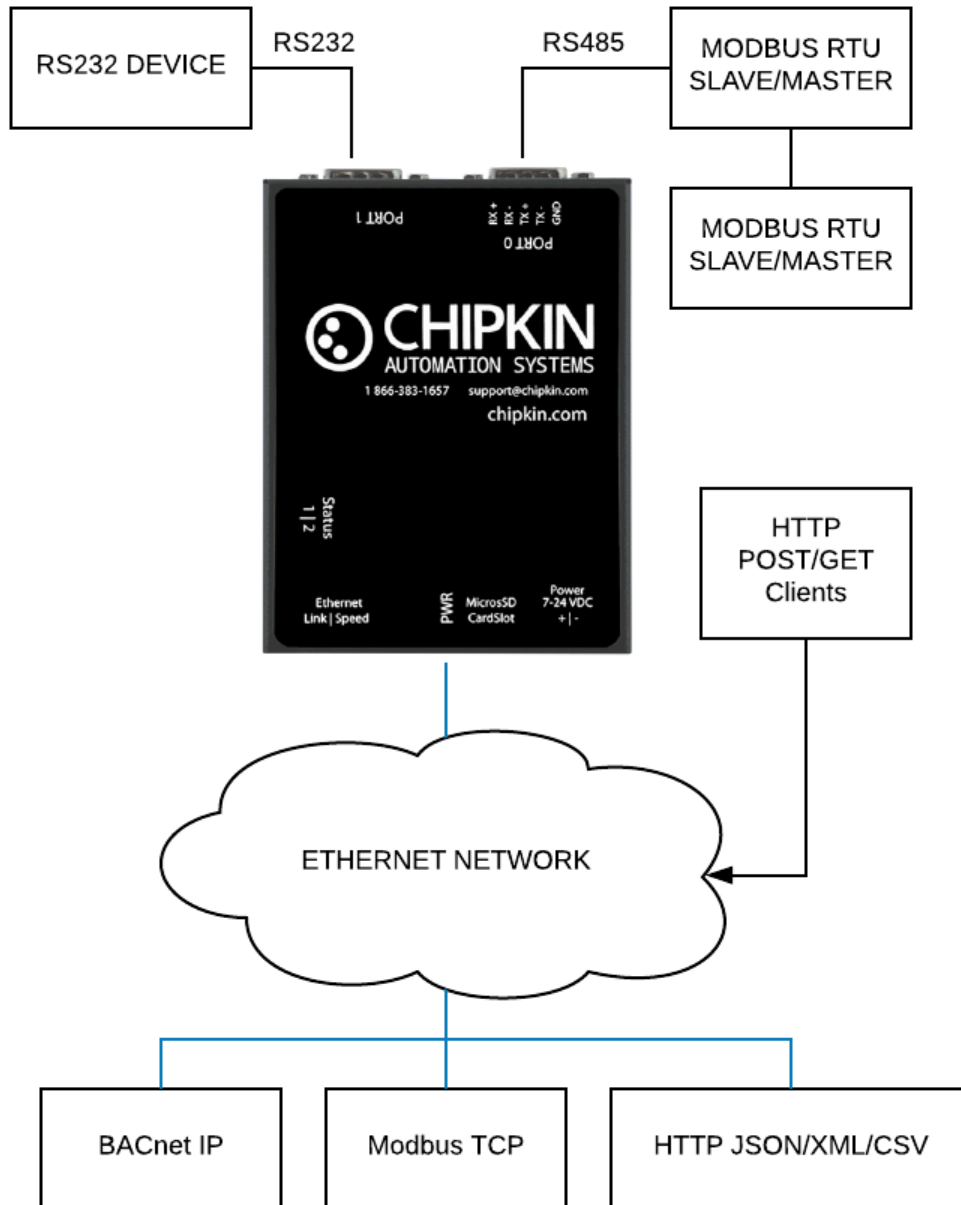 RS232 DEVICE
RS232
RS485
MODBUS RTU
SLAVE/MASTER
MODBUS RTU
SLAVE/MASTER
PORT 1
RX +
RX -
TX +
TX -
GND
PORT 0
CHIPKIN
AUTOMATION SYSTEMS
1 866-383-1657 support@chipkin.com
chipkin.com
Status
1 | 2
Ethernet
Link | Speed
PWR
MicrosSD
CardSlot
Power
7-24 VDC
+ | -
HTTP
POST/GET
Clients
ETHERNET NETWORK
BACnet IP
Modbus TCP
HTTP JSON/XML/CSV